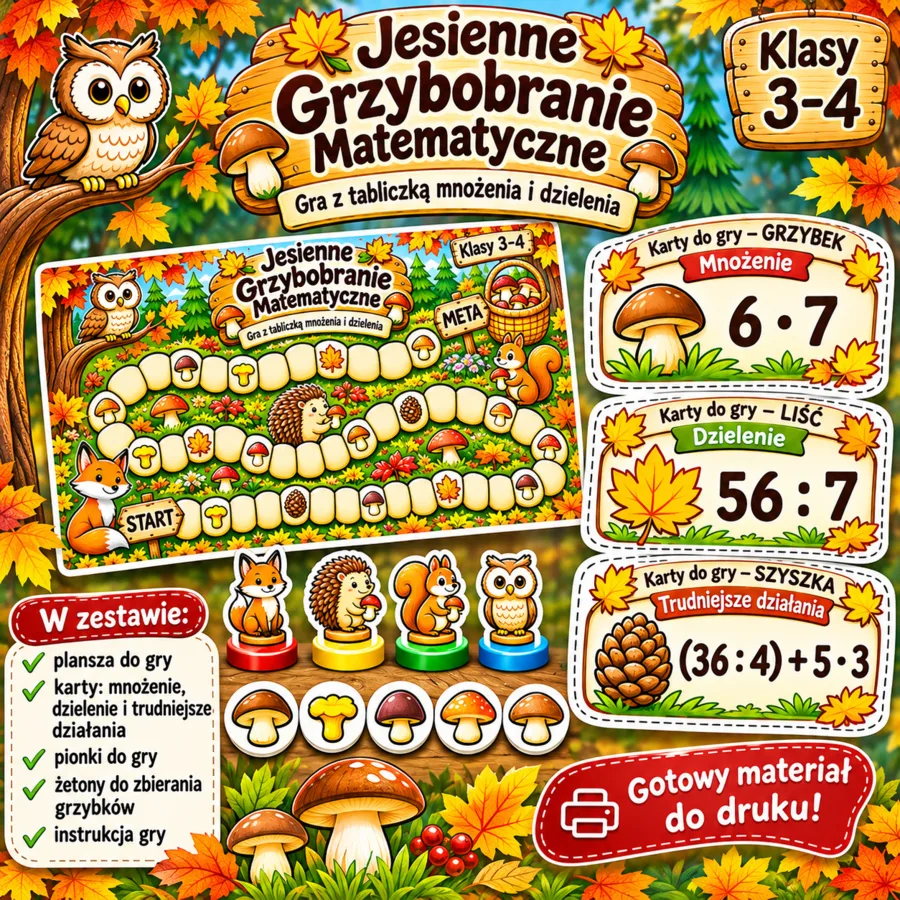 Jesienne
Grzybobranie
Matematyczne
Gra z tabliczką mnożenia i dzielenia
Klasy
3-4
Jesienne
Grzybobranie
Matematyczne
Gra z tabliczką mnożenia i dzielenia
Klasy 3-4
META
START
Karty do gry – GRZYBEK
Mnożenie
6 · 7
Karty do gry – LIŚĆ
Dzielenie
56 : 7
Karty do gry – SZYSZKA
Trudniejsze działania
(36 : 4) + 5 · 3
W zestawie:
plansza do gry
karty: mnożenie,
dzielenie i trudniejsze
działania
pionki do gry
żetony do zbierania
grzybków
instrukcja gry
Gotowy materiał
do druku!